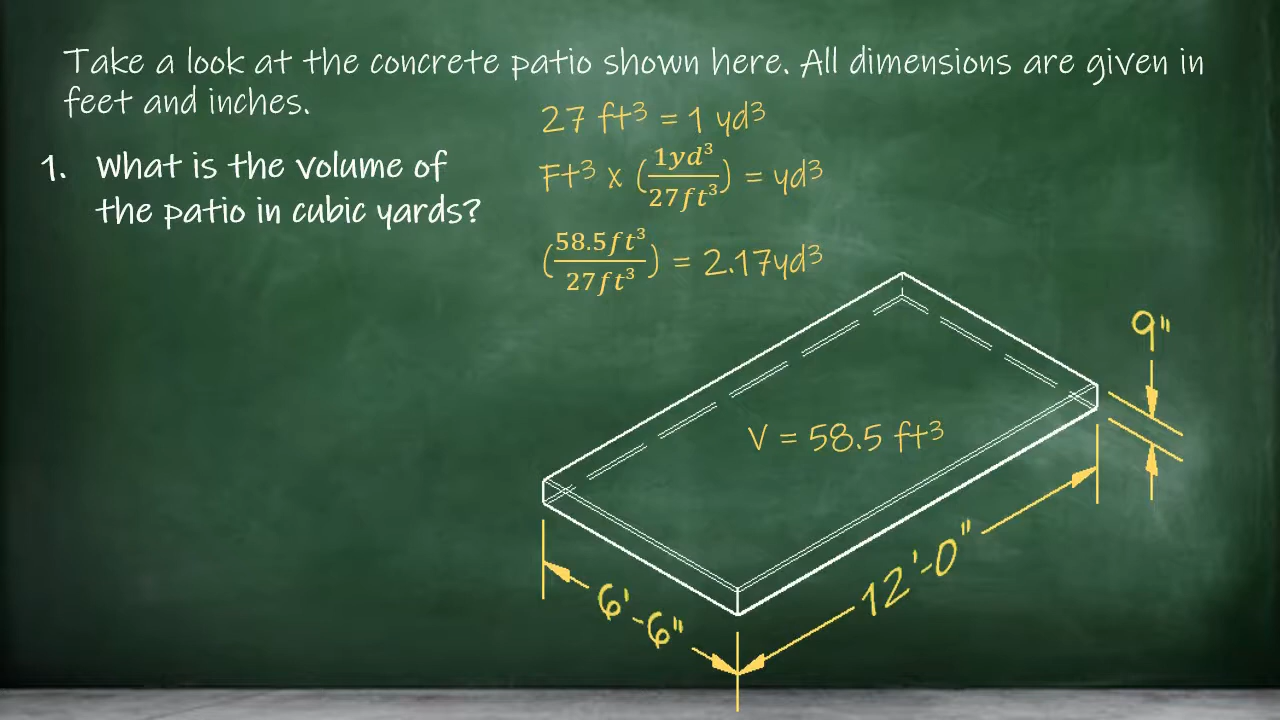 Take a look at the concrete patio shown here. All dimensions are given in
feet and inches.
27 ft³ = 1 yd³
1. What is the volume of
the patio in cubic yards?
Ft³ x (1yd³/27ft³) = yd³
(58.5ft³/27ft³) = 2.17yd³
9"
V = 58.5 ft³
12'-0"
6'-6"